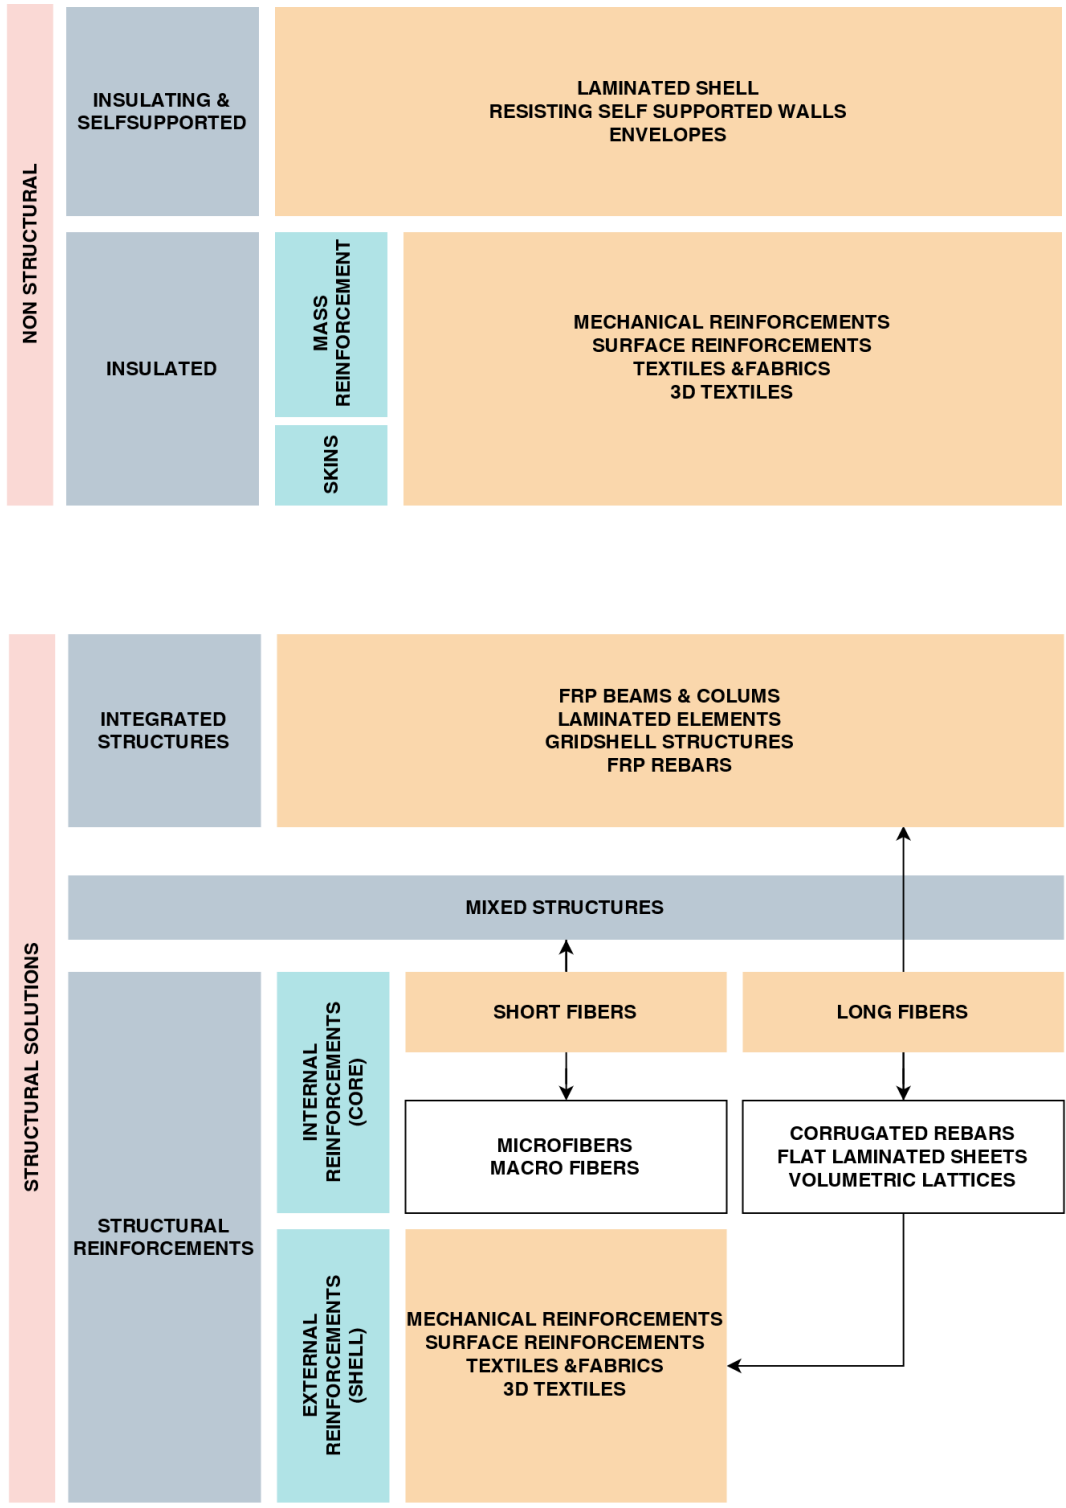 NON STRUCTURAL
INSULATING &
SELFSUPPORTED
LAMINATED SHELL
RESISTING SELF SUPPORTED WALLS
ENVELOPES
INSULATED
MASS
REINFORCEMENT
SKINS
MECHANICAL REINFORCEMENTS
SURFACE REINFORCEMENTS
TEXTILES &FABRICS
3D TEXTILES
STRUCTURAL SOLUTIONS
INTEGRATED
STRUCTURES
FRP BEAMS & COLUMS
LAMINATED ELEMENTS
GRIDSHELL STRUCTURES
FRP REBARS
MIXED STRUCTURES
STRUCTURAL
REINFORCEMENTS
INTERNAL
REINFORCEMENTS
(CORE)
SHORT FIBERS
LONG FIBERS
MICROFIBERS
MACRO FIBERS
CORRUGATED REBARS
FLAT LAMINATED SHEETS
VOLUMETRIC LATTICES
EXTERNAL
REINFORCEMENTS
(SHELL)
MECHANICAL REINFORCEMENTS
SURFACE REINFORCEMENTS
TEXTILES &FABRICS
3D TEXTILES